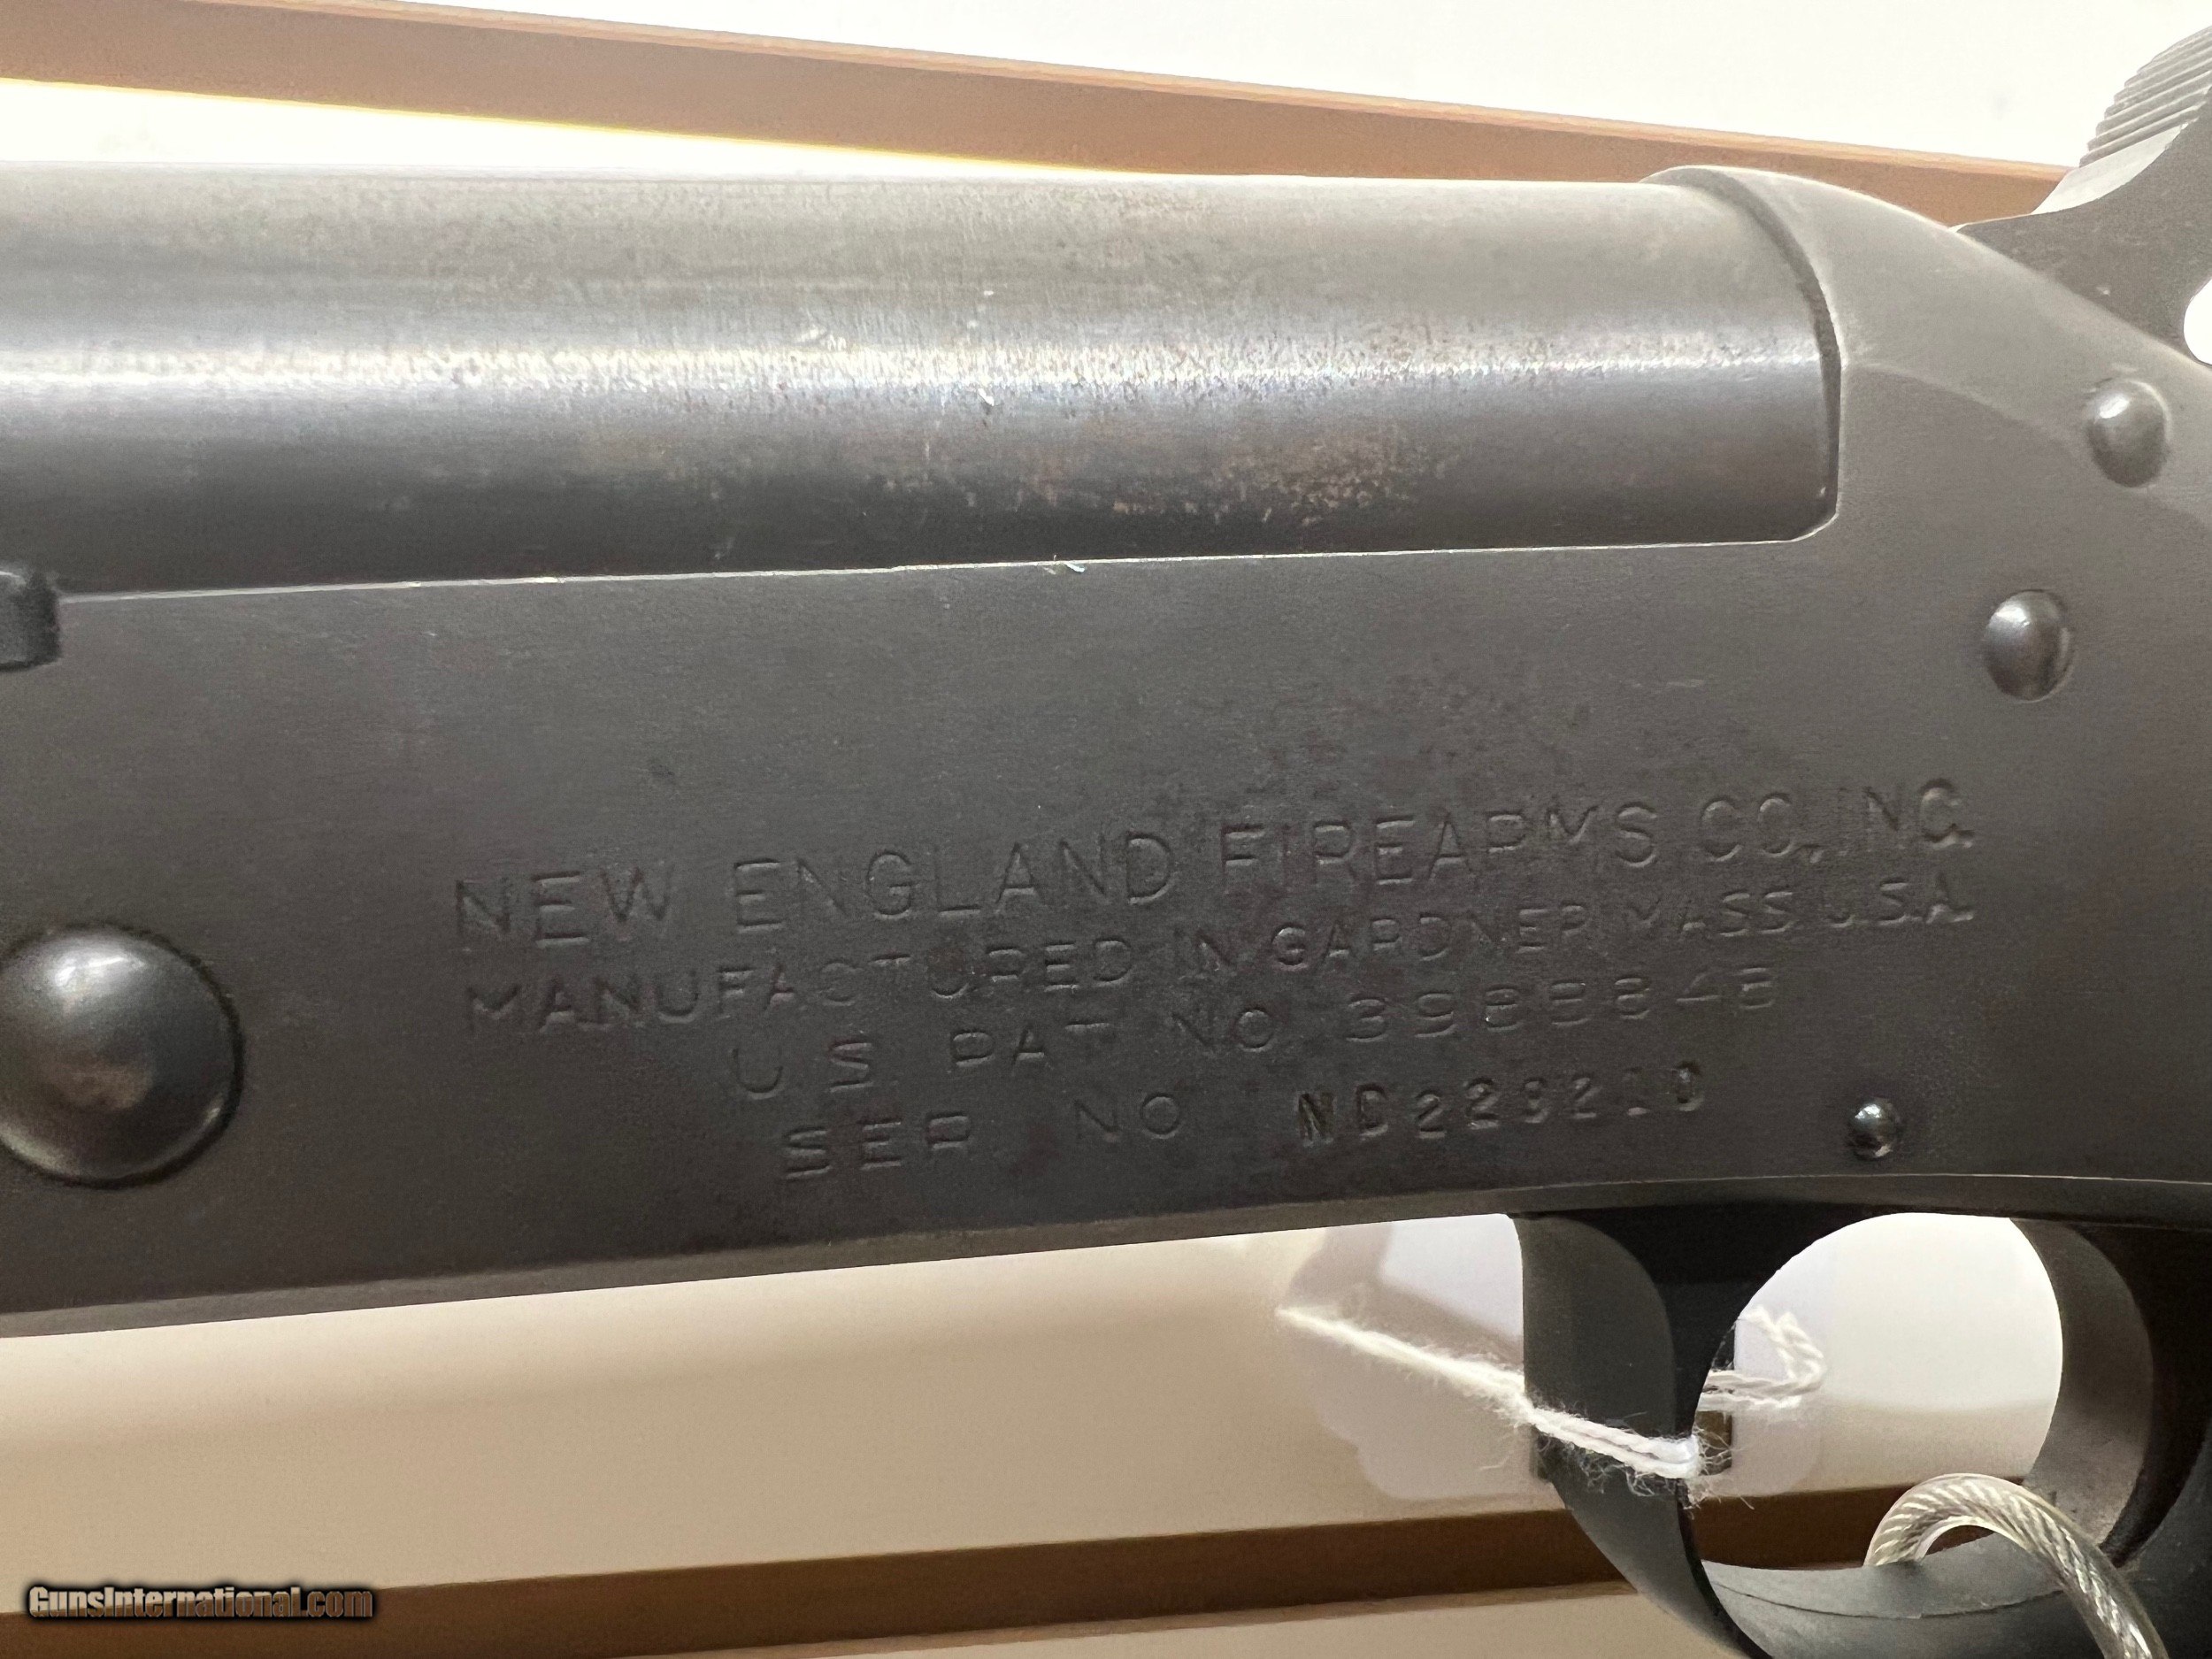 NEW ENGLAND FIREARMS CO., INC.
MANUFACTURED IN GARDNER, MASS. U.S.A.
U.S. PAT. NO.
SER. NO.
GunsInternational.com